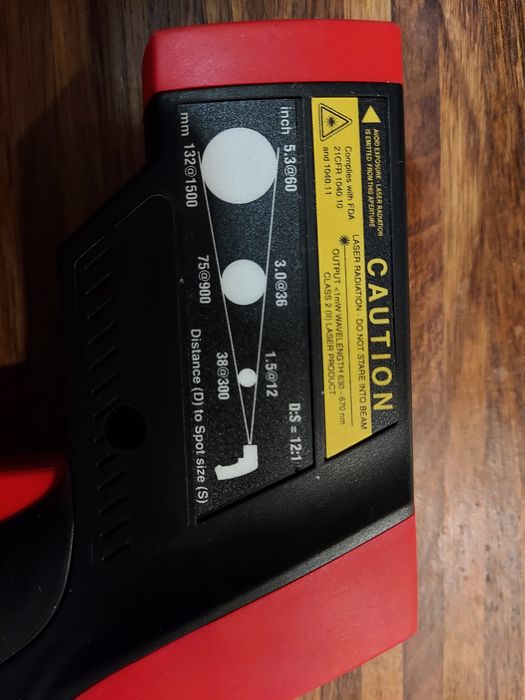 CAUTION
AVOID EXPOSURE - LASER RADIATION
IS EMITTED FROM THIS APERTURE
LASER RADIATION - DO NOT STARE INTO BEAM
OUTPUT <1mW WAVELENGTH 630 - 670 nm
CLASS 2 (II) LASER PRODUCT
Complies with FDA
21CFR 1040.10
and 1040.11
D:S = 12:1
inch 5.3@60 3.0@36 1.5@12
mm 132@1500 75@900 38@300
Distance (D) to Spot size (S)